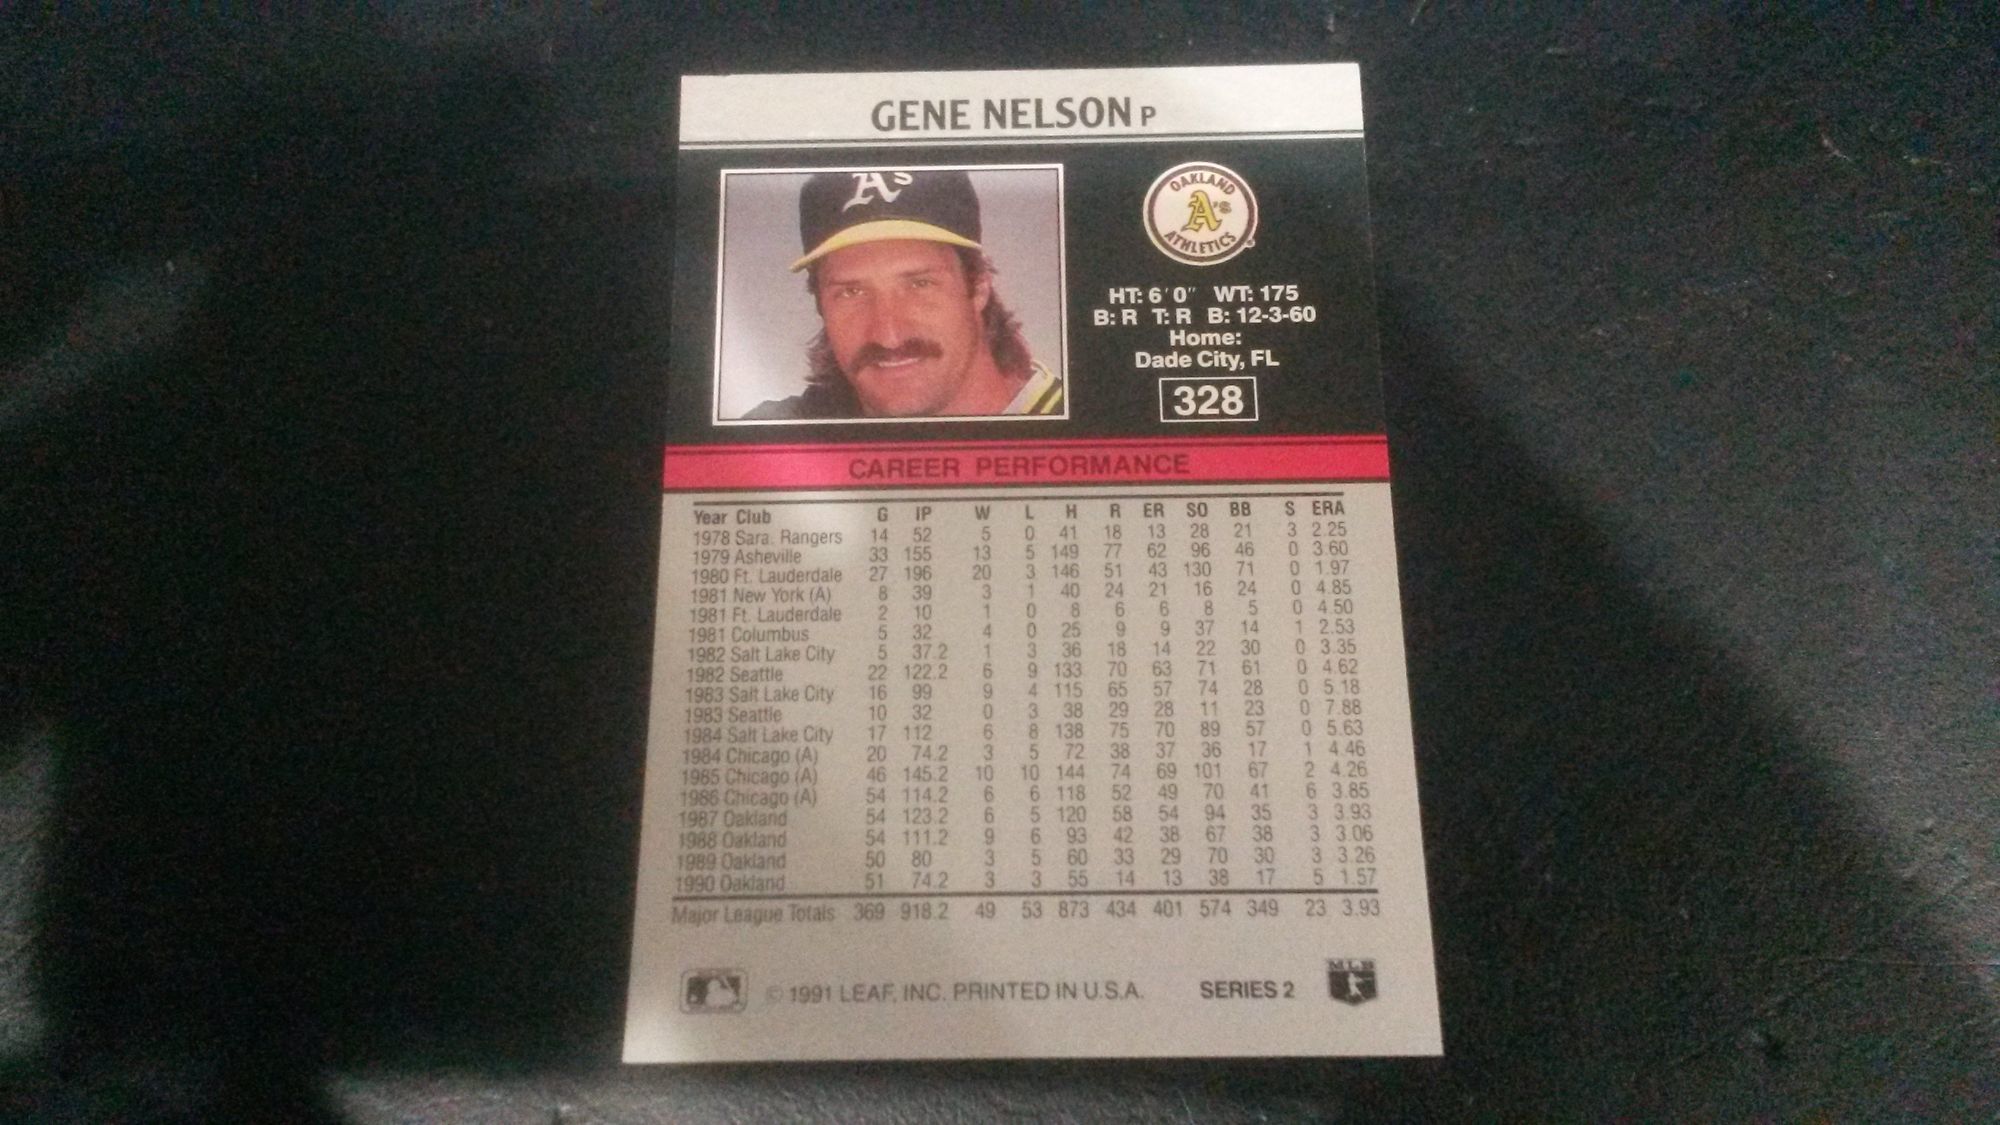 GENE NELSON P
A's
OAKLAND
A's
ATHLETICS
HT: 6'0" WT: 175
B: R T: R B: 12-3-60
Home:
Dade City, FL
328
CAREER PERFORMANCE
Year Club G IP W L H R ER SO BB S ERA
1978 Sara. Rangers 14 52 5 0 41 18 13 28 21 3 2.25
1979 Asheville 33 155 13 5 149 77 62 96 46 0 3.60
1980 Ft. Lauderdale 27 196 20 3 146 51 43 130 71 0 1.97
1981 New York (A) 8 39 3 1 40 24 21 16 24 0 4.85
1981 Ft. Lauderdale 2 10 1 0 8 6 6 8 5 0 4.50
1981 Columbus 5 32 4 0 25 9 9 37 14 1 2.53
1982 Salt Lake City 5 37.2 1 3 36 18 14 22 30 0 3.35
1982 Seattle 22 122.2 6 9 133 70 63 71 61 0 4.62
1983 Salt Lake City 16 99 9 4 115 65 57 74 28 0 5.18
1983 Seattle 10 32 0 3 38 29 28 11 23 0 7.88
1984 Salt Lake City 17 112 6 8 138 75 70 89 57 0 5.63
1984 Chicago (A) 20 74.2 3 5 72 38 37 36 17 1 4.46
1985 Chicago (A) 46 145.2 10 10 144 74 69 101 67 2 4.26
1986 Chicago (A) 54 114.2 6 6 118 52 49 70 41 6 3.85
1987 Oakland 54 123.2 6 5 120 58 54 94 35 3 3.93
1988 Oakland 54 111.2 9 6 93 42 38 67 38 3 3.06
1989 Oakland 50 80 3 5 60 33 29 70 30 3 3.26
1990 Oakland 51 74.2 3 3 55 14 13 38 17 5 1.57
Major League Totals 369 918.2 49 53 873 434 401 574 349 23 3.93
© 1991 LEAF, INC. PRINTED IN U.S.A. SERIES 2
MLB